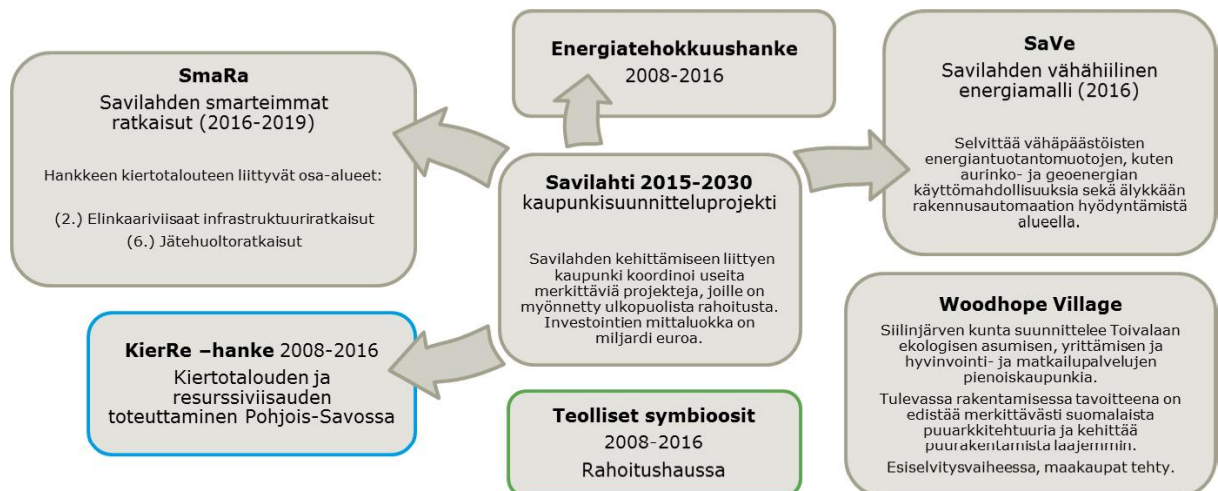 SmaRa
Savilahden smarteimmat
ratkaisut (2016-2019)
Hankkeen kiertotalouteen liittyvät osa-alueet:
(2.) Elinkaariviisaat infrastruktuuriratkaisut
(6.) Jätehuoltoratkaisut
Energiatehokkuushanke
2008-2016
SaVe
Savilahden vähähiilinen
energiamalli (2016)
Selvittää vähäpäästöisten
energiantuotantomuotojen, kuten
aurinko- ja geoenergian
käyttömahdollisuuksia sekä älykkään
rakennusautomaation hyödyntämistä
alueella.
Savilahti 2015-2030
kaupunkisuunnitteluprojekti
Savilahden kehittämiseen liittyen
kaupunki koordinoi useita
merkittäviä projekteja, joille on
myönnetty ulkopuolista rahoitusta.
Investointien mittaluokka on
miljardi euroa.
KierRe –hanke 2008-2016
Kiertotalouden ja
resurssiviisauden
toteuttaminen Pohjois-Savossa
Teolliset symbioosit
2008-2016
Rahoitushaussa
Woodhope Village
Siilinjärven kunta suunnittelee Toivalaan
ekologisen asumisen, yrittämisen ja
hyvinvointi- ja matkailupalvelujen
pienoiskaupunkia.
Tulevassa rakentamisessa tavoitteena on
edistää merkittävästi suomalaista
puuarkkitehtuuria ja kehittää
puurakentamista laajemmin.
Esiselvitysvaiheessa, maakaupat tehty.